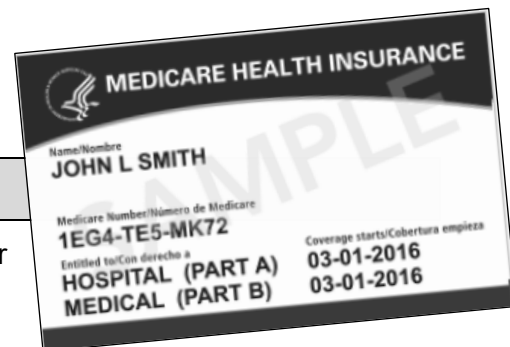 MEDICARE HEALTH INSURANCE
Name/Nombre
JOHN L SMITH
Medicare Number/Número de Medicare
1EG4-TE5-MK72
Entitled to/Con derecho a
HOSPITAL (PART A)
MEDICAL (PART B)
Coverage starts/Cobertura empieza
03-01-2016
03-01-2016
SAMPLE
r